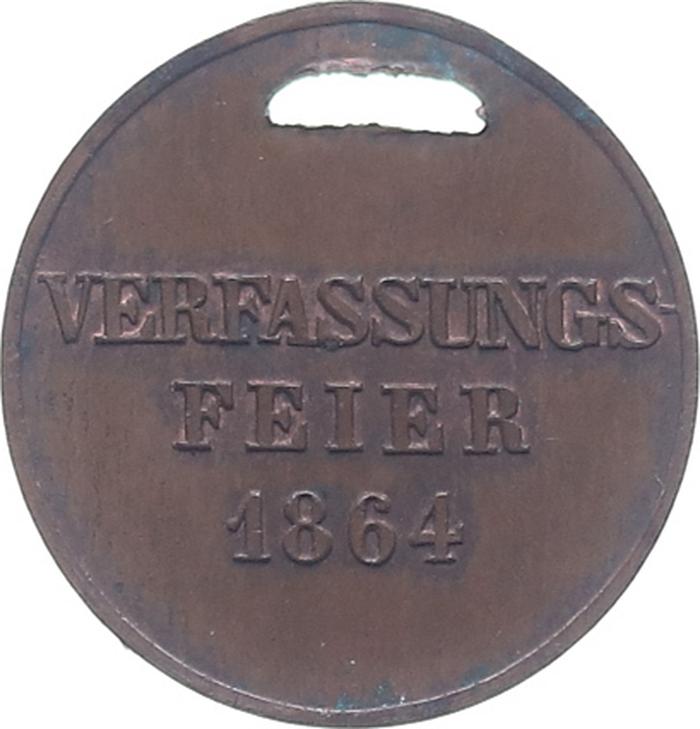 VERFASSUNGS-
FEIER
1864